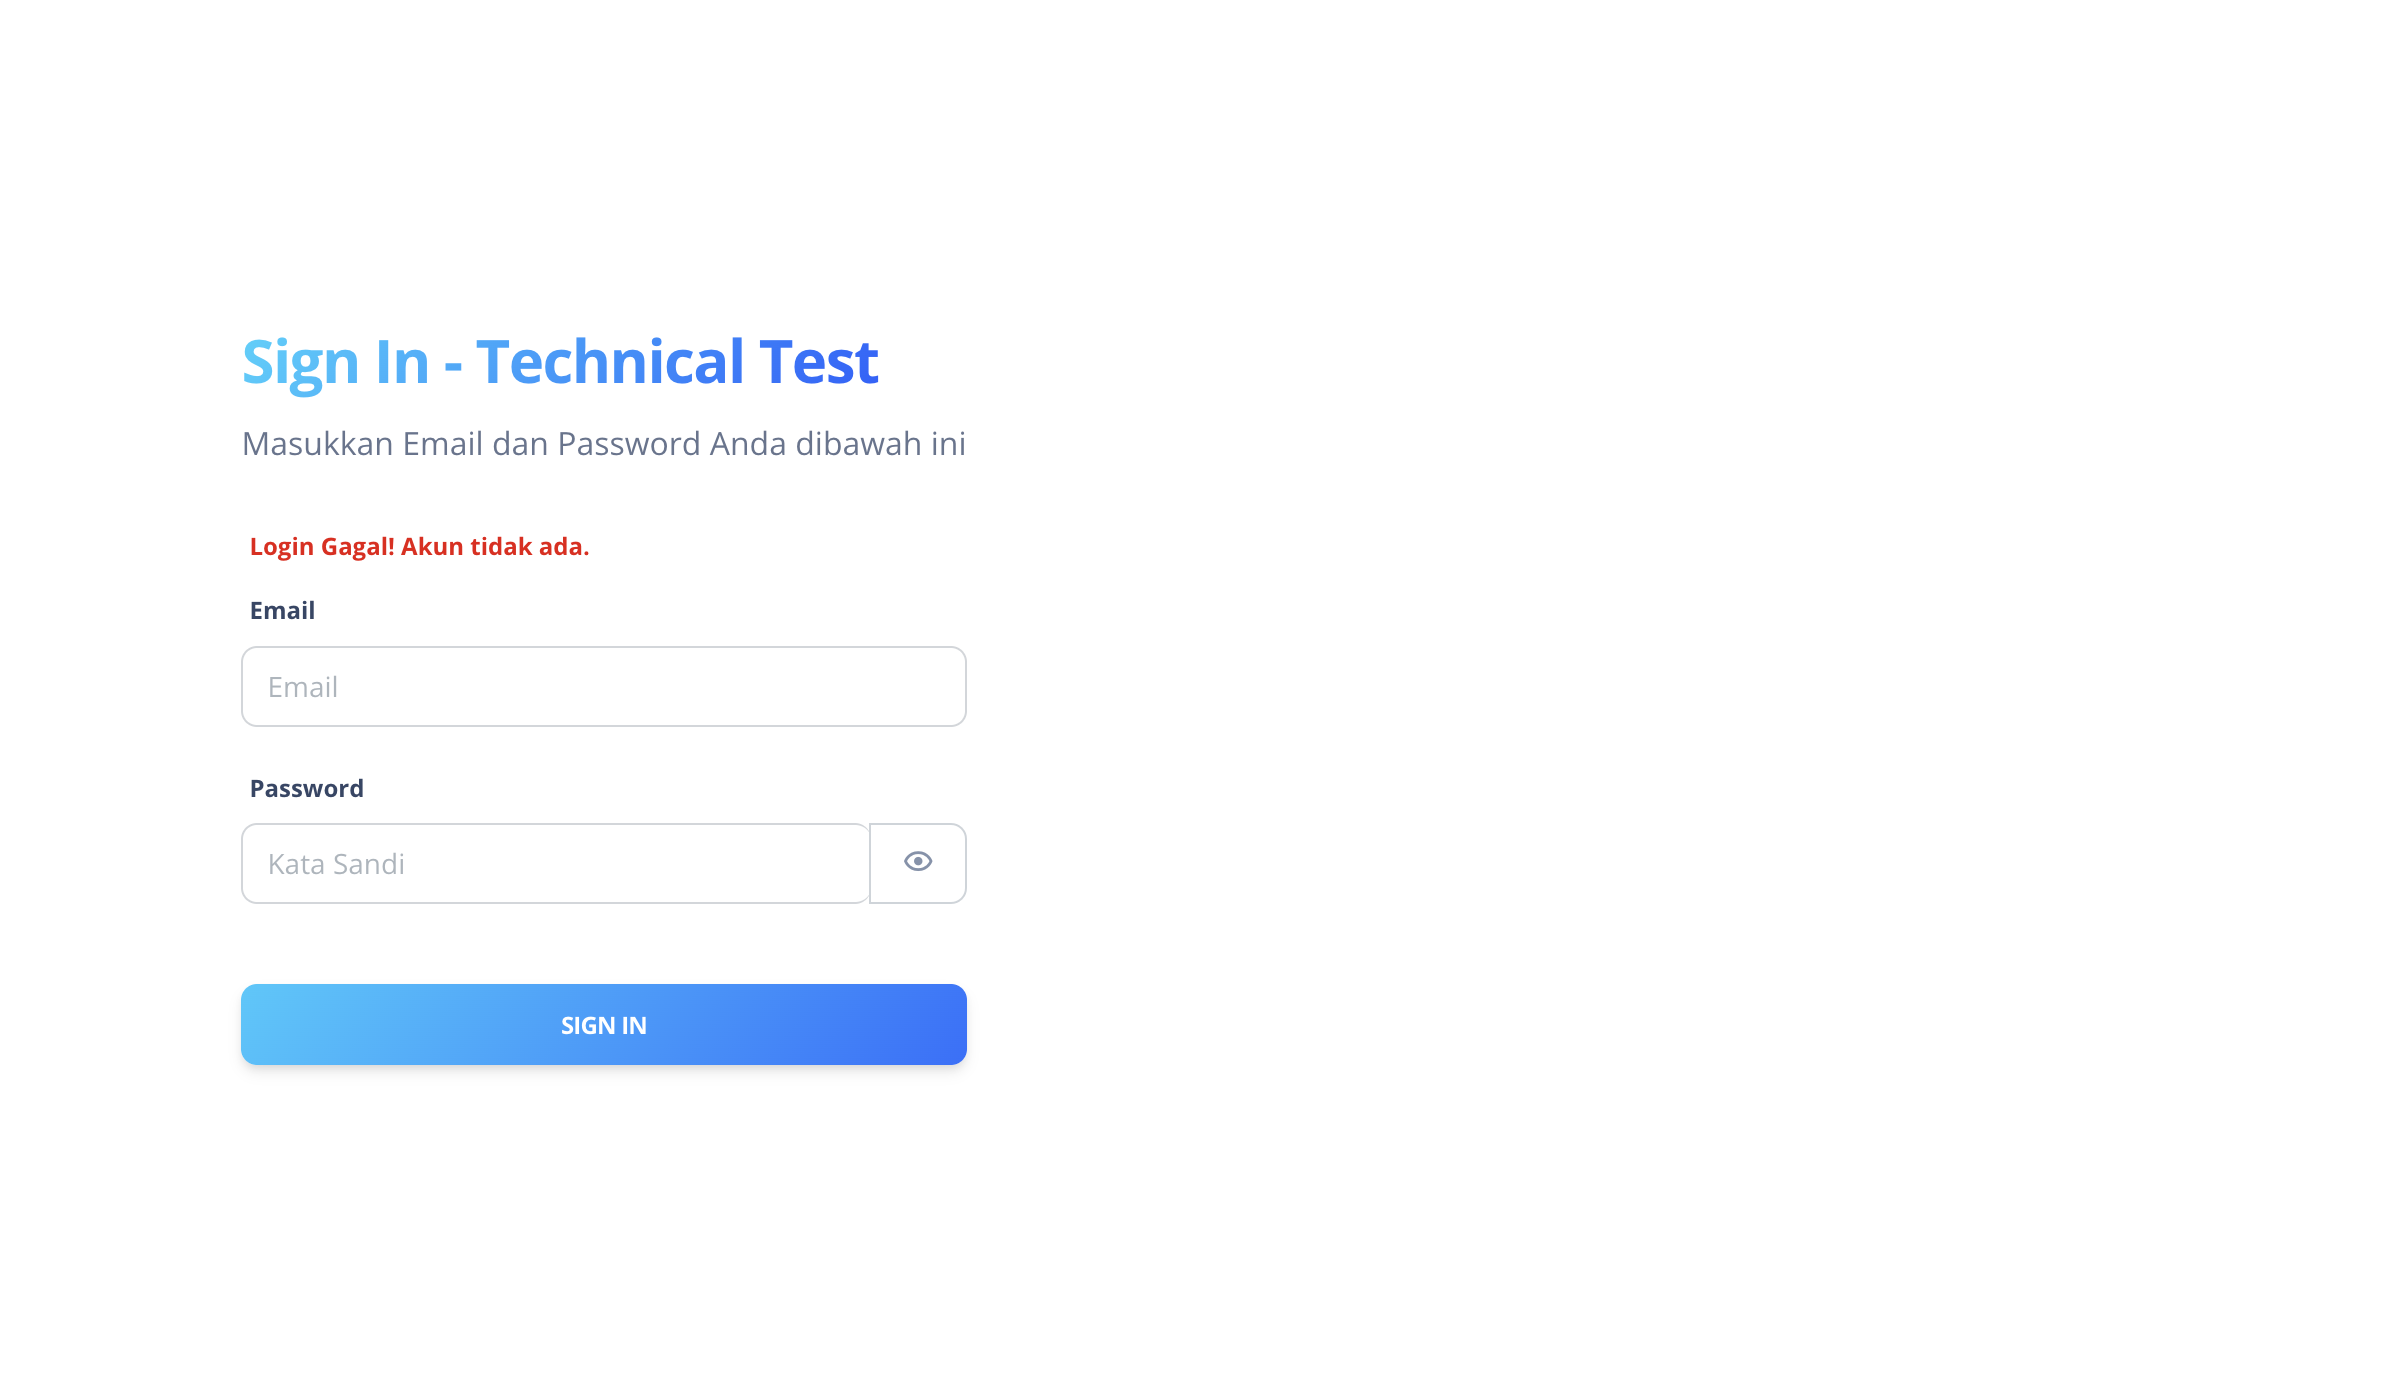 Sign In - Technical Test
Masukkan Email dan Password Anda dibawah ini
Login Gagal! Akun tidak ada.
Email
Email
Password
Kata Sandi
SIGN IN